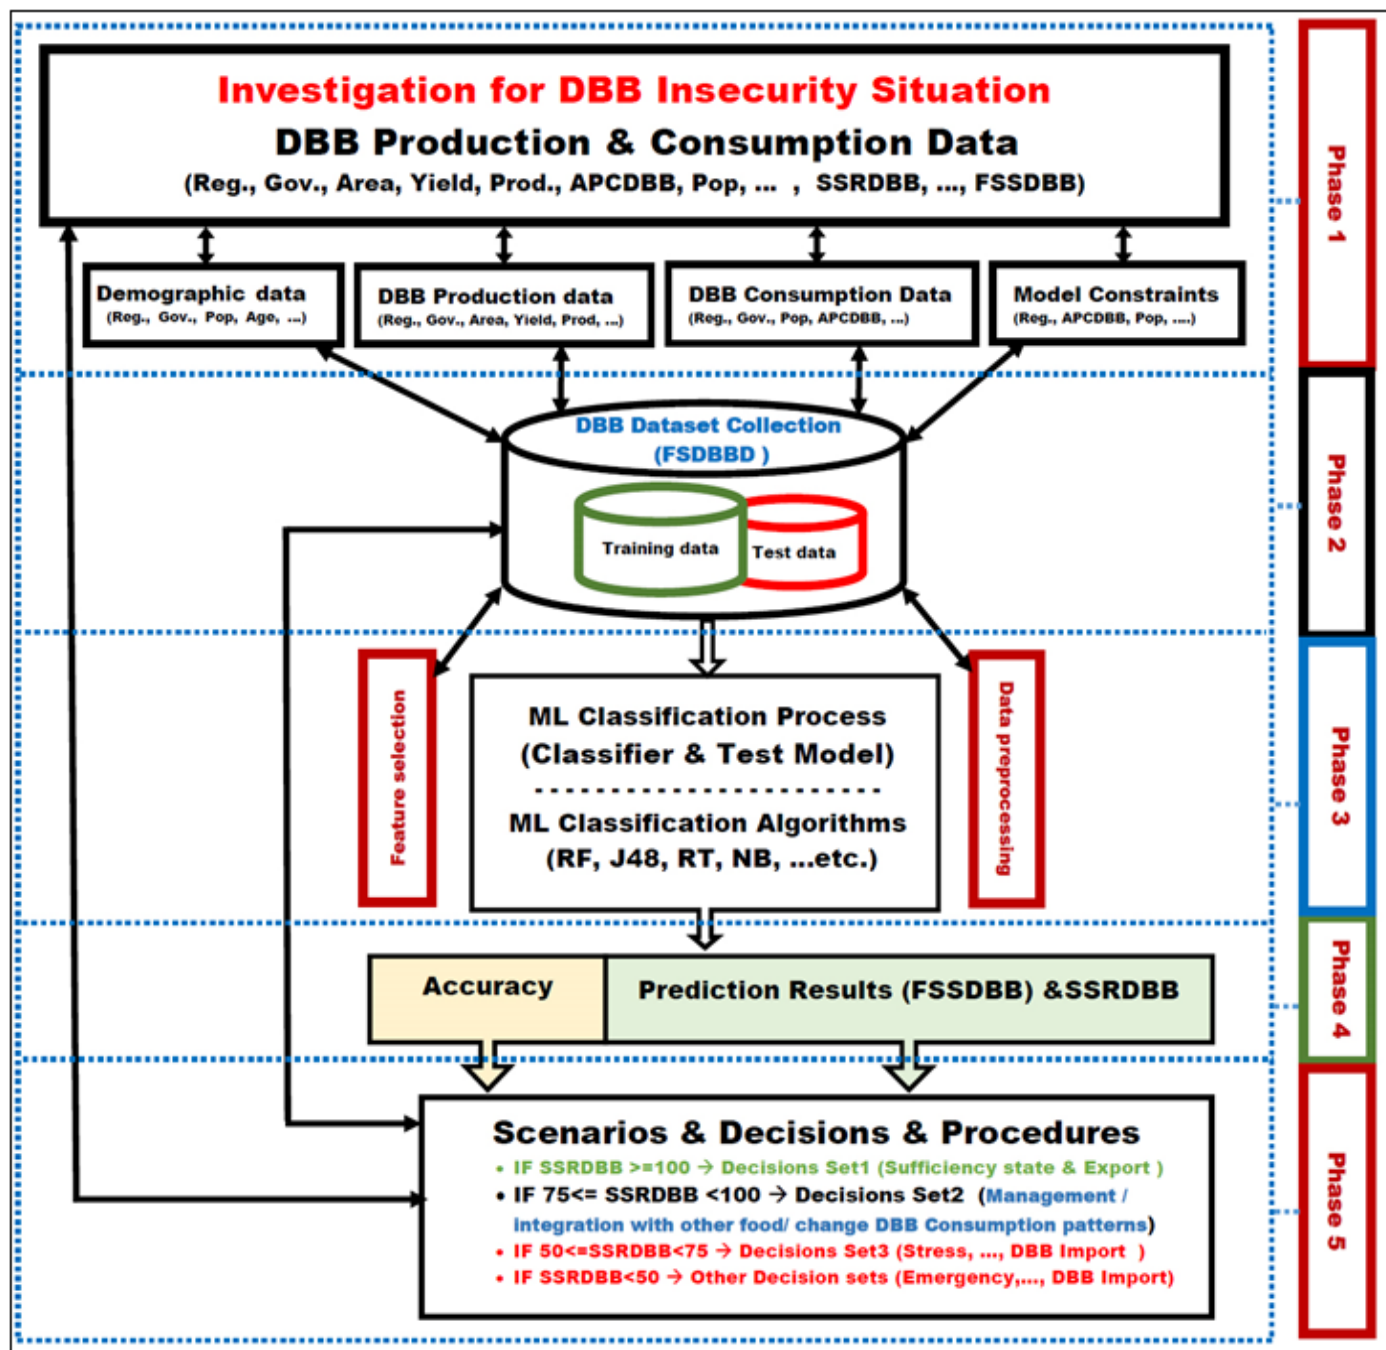 Investigation for DBB Insecurity Situation
DBB Production & Consumption Data
(Reg., Gov., Area, Yield, Prod., APCDBB, Pop, ... , SSRDBB, ..., FSSDBB)
Phase 1
Demographic data
(Reg., Gov., Pop, Age, ...)
DBB Production data
(Reg., Gov., Area, Yield, Prod, ...)
DBB Consumption Data
(Reg., Gov., Pop, APCDBB, ...)
Model Constraints
(Reg., APCDBB, Pop, ....)
DBB Dataset Collection
(FSDBBD )
Training data
Test data
Phase 2
Feature selection
ML Classification Process
(Classifier & Test Model)
- - - - - - - - - - - - - - - - - - - - - - -
ML Classification Algorithms
(RF, J48, RT, NB, ...etc.)
Data preprocessing
Phase 3
Accuracy
Prediction Results (FSSDBB) &SSRDBB
Phase 4
Scenarios & Decisions & Procedures
• IF SSRDBB >=100 → Decisions Set1 (Sufficiency state & Export )
• IF 75<= SSRDBB <100 → Decisions Set2 (Management /
integration with other food/ change DBB Consumption patterns)
• IF 50<=SSRDBB<75 → Decisions Set3 (Stress, ..., DBB Import )
• IF SSRDBB<50 → Other Decision sets (Emergency,..., DBB Import)
Phase 5